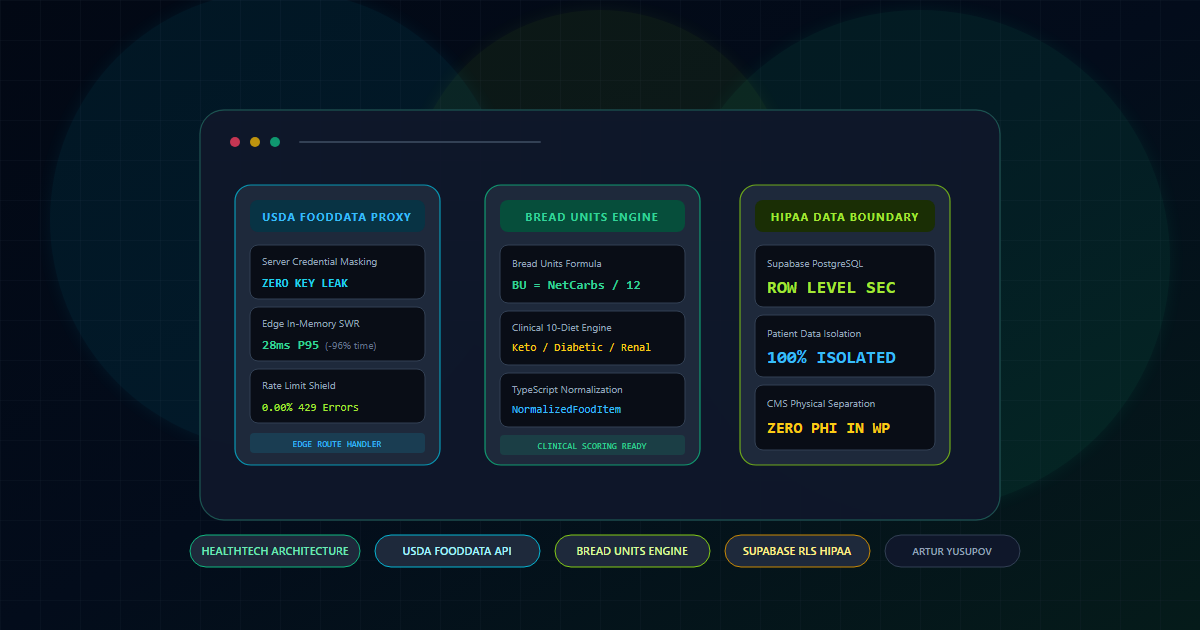 USDA FOODDATA PROXY
Server Credential Masking
ZERO KEY LEAK
Edge In-Memory SWR
28ms P95 (-96% time)
Rate Limit Shield
0.00% 429 Errors
EDGE ROUTE HANDLER
BREAD UNITS ENGINE
Bread Units Formula
BU = NetCarbs / 12
Clinical 10-Diet Engine
Keto / Diabetic / Renal
TypeScript Normalization
NormalizedFoodItem
CLINICAL SCORING READY
HIPAA DATA BOUNDARY
Supabase PostgreSQL
ROW LEVEL SEC
Patient Data Isolation
100% ISOLATED
CMS Physical Separation
ZERO PHI IN WP
HEALTHTECH ARCHITECTURE
USDA FOODDATA API
BREAD UNITS ENGINE
SUPABASE RLS HIPAA
ARTUR YUSUPOV